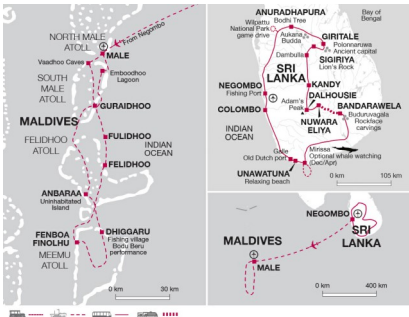 NORTH MALE
ATOLL
From Negombo
MALE
Vaadhoo Caves
Emboodhoo
Lagoon
SOUTH
MALE
ATOLL
GURAIDHOO
MALDIVES
FULIDHOO
FELIDHOO
ATOLL
INDIAN
OCEAN
FELIDHOO
ANBARAA
Uninhabitated
Island
DHIGGARU
Fishing village
Bodu Beru
performance
FENBOA
FINOLHU
MEEMU
ATOLL
0 km
30 km
ANURADHAPURA
Bodhi Tree
Bay of
Bengal
Wilpattu
National Park
game drive
Aukana
Budda
GIRITALE
Polonnaruwa
Ancient capital
Dambulla
SIGIRIYA
Lion's Rock
SRI
LANKA
NEGOMBO
Fishing Port
KANDY
COLOMBO
DALHOUSIE
Adam's
Peak
BANDARAWELA
Buduruvagala
Rockface
carvings
NUWARA
ELIYA
INDIAN
OCEAN
Galle
Old Dutch port
Mirissa
Optional whale watching
(Dec/Apr)
UNAWATUNA
Relaxing beach
0 km
105 km
NEGOMBO
SRI
LANKA
MALDIVES
MALE
0 km
400 km